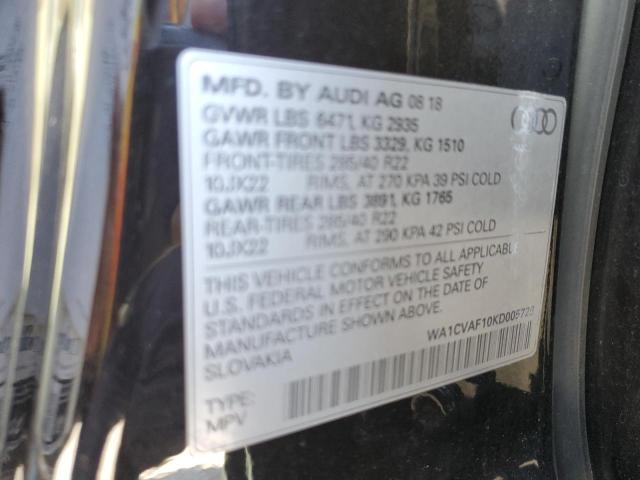 MFD. BY AUDI AG 08 18
GVWR LBS 6471, KG 2935
GAWR FRONT LBS 3329, KG 1510
FRONT-TIRES 285/40 R22
10JX22 RIMS, AT 270 KPA 39 PSI COLD
GAWR REAR LBS 3891, KG 1765
REAR-TIRES 285/40 R22
10JX22 RIMS, AT 290 KPA 42 PSI COLD
THIS VEHICLE CONFORMS TO ALL APPLICABLE
U.S. FEDERAL MOTOR VEHICLE SAFETY
STANDARDS IN EFFECT ON THE DATE OF
MANUFACTURE SHOWN ABOVE.
WA1CVAF10KD005729
SLOVAKIA
TYPE:
MPV